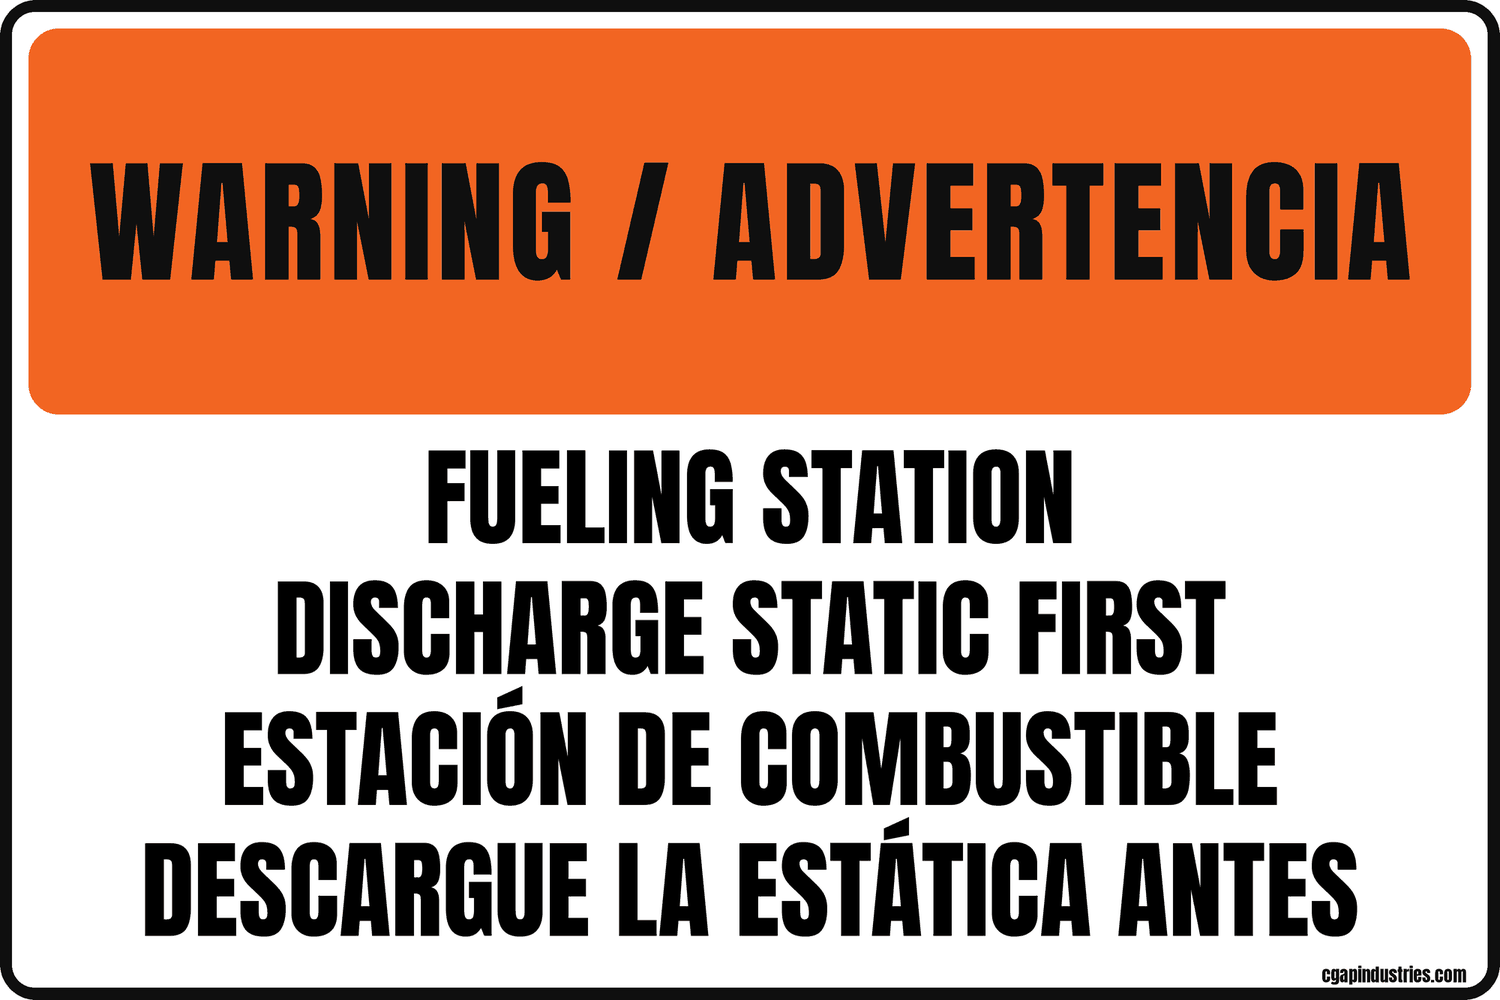 WARNING / ADVERTENCIA
FUELING STATION
DISCHARGE STATIC FIRST
ESTACIÓN DE COMBUSTIBLE
DESCARGUE LA ESTÁTICA ANTES
cgapindustries.com